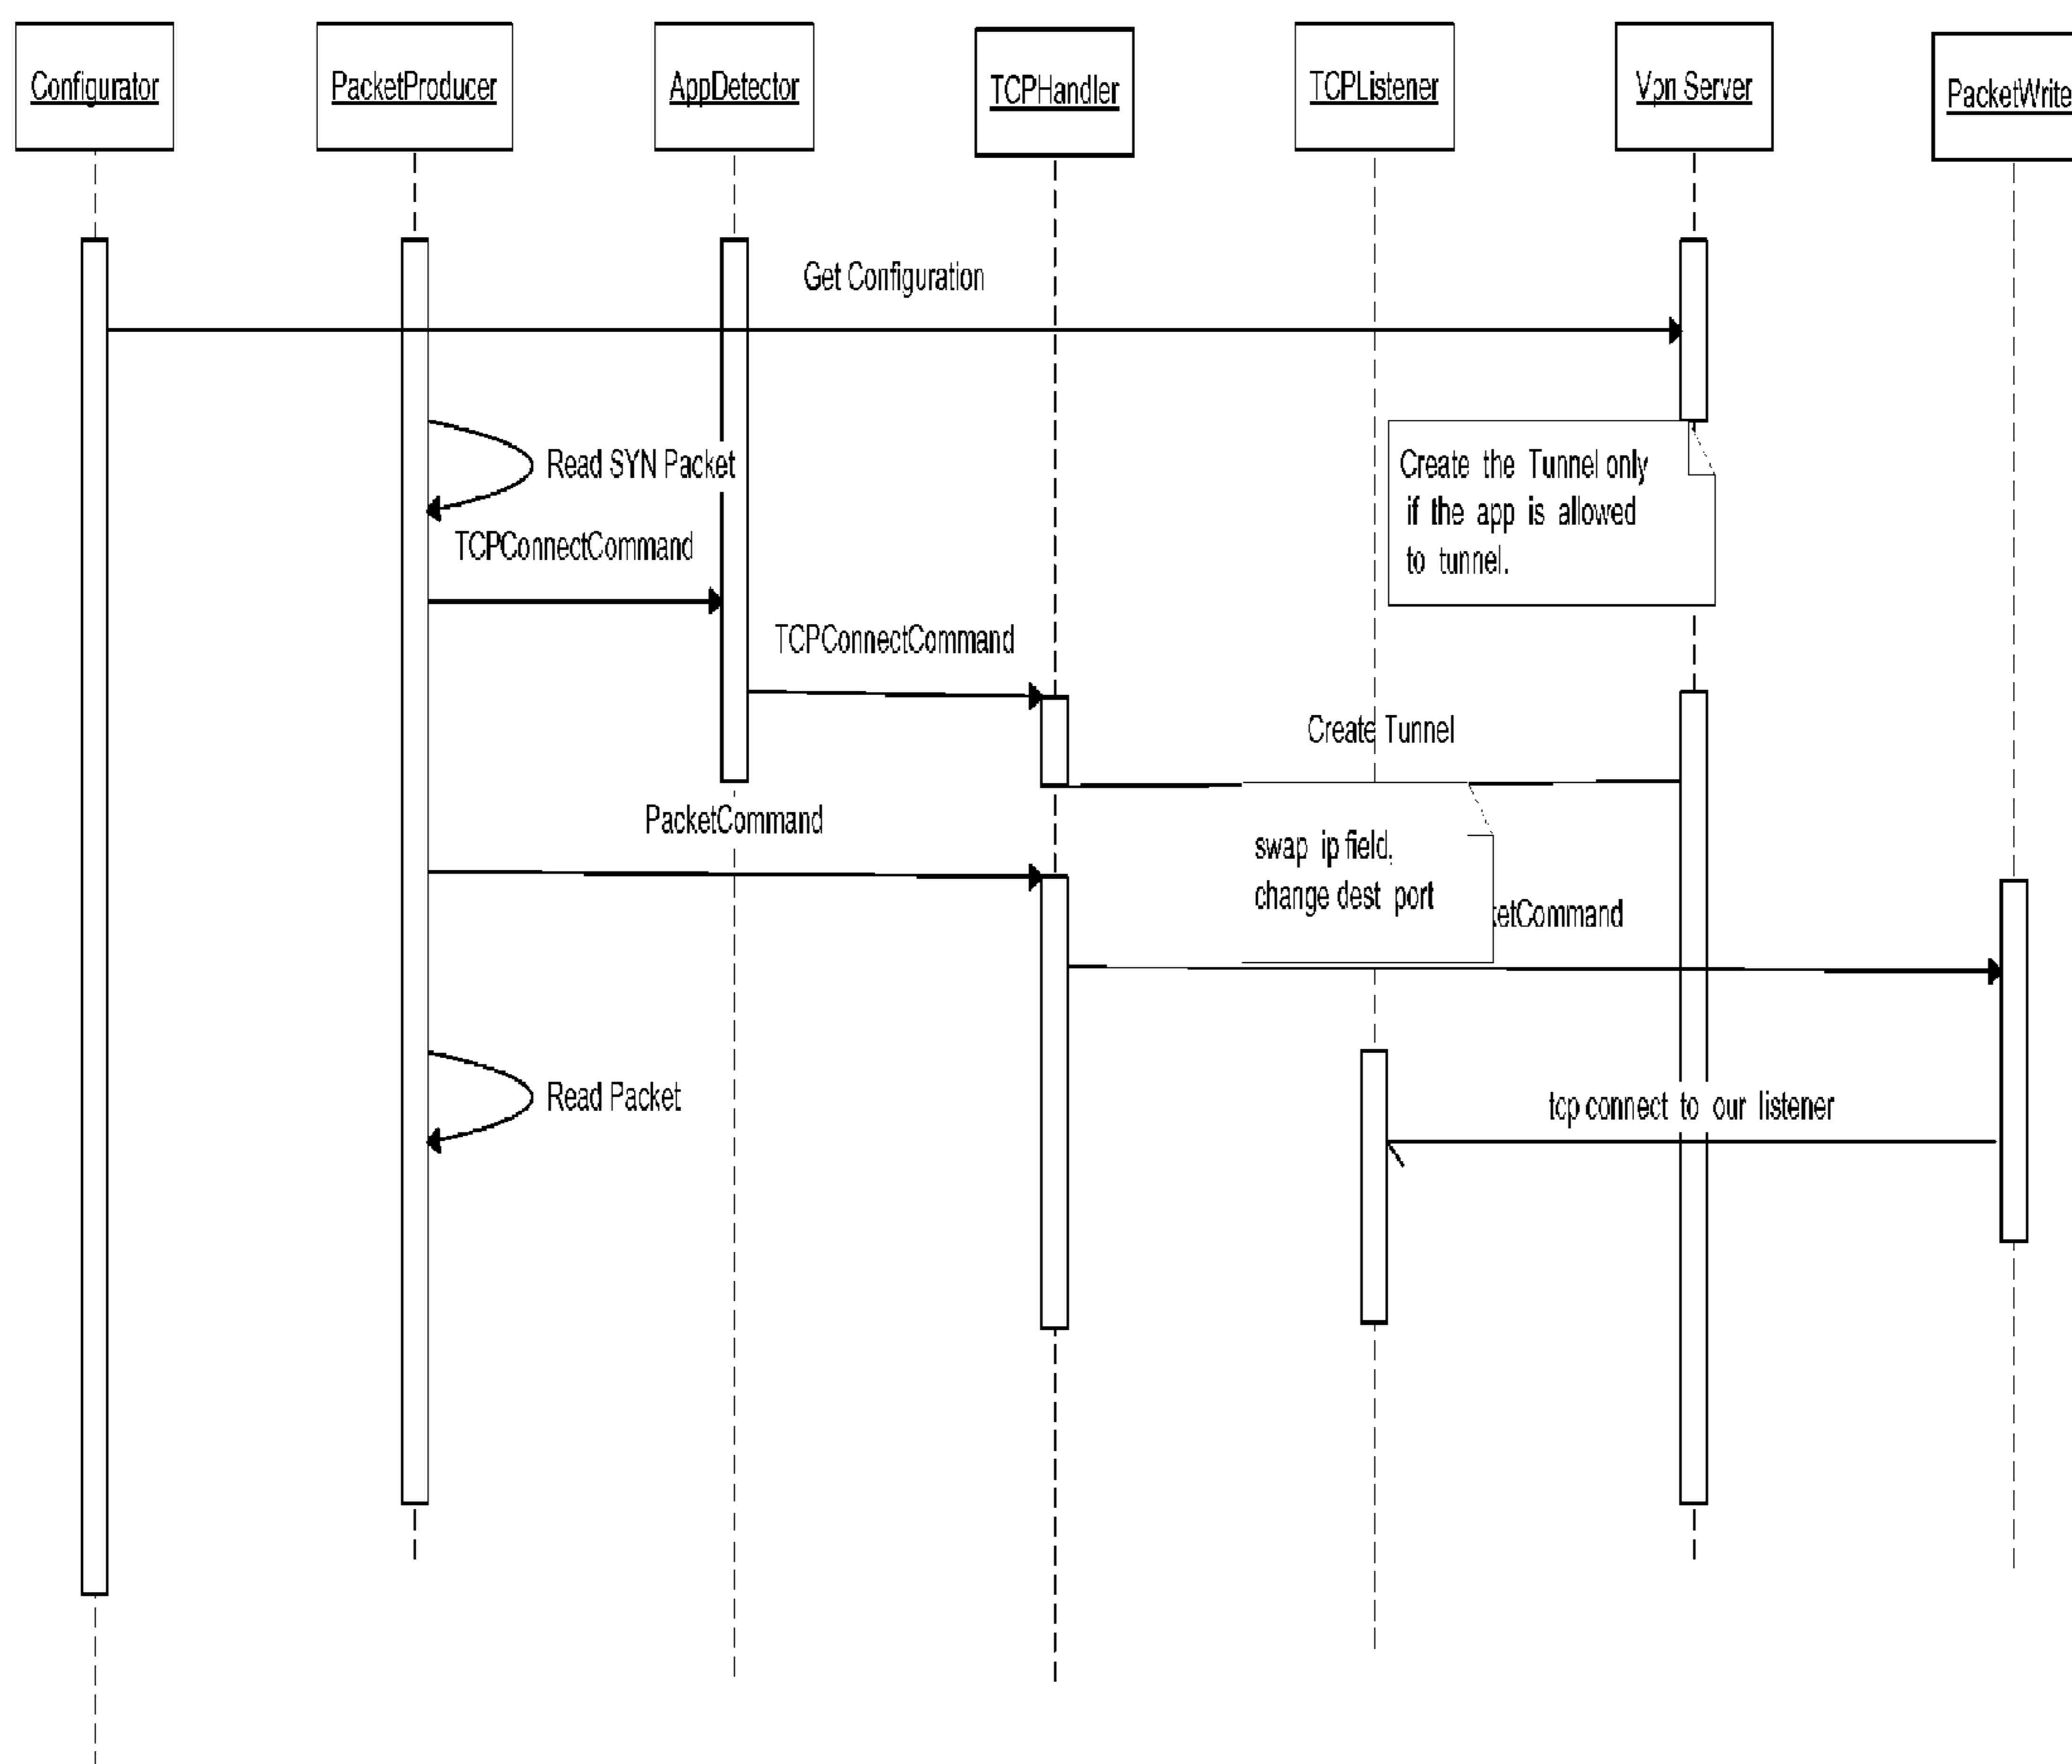 Configurator
PacketProducer
AppDetector
TCPHandler
TCPListener
Vpn Server
PacketWrite
Get Configuration
Read SYN Packet
Create the Tunnel only
if the app is allowed
to tunnel.
TCPConnectCommand
TCPConnectCommand
Create Tunnel
PacketCommand
swap ip field,
change dest port
etCommand
Read Packet
tcp connect to our listener